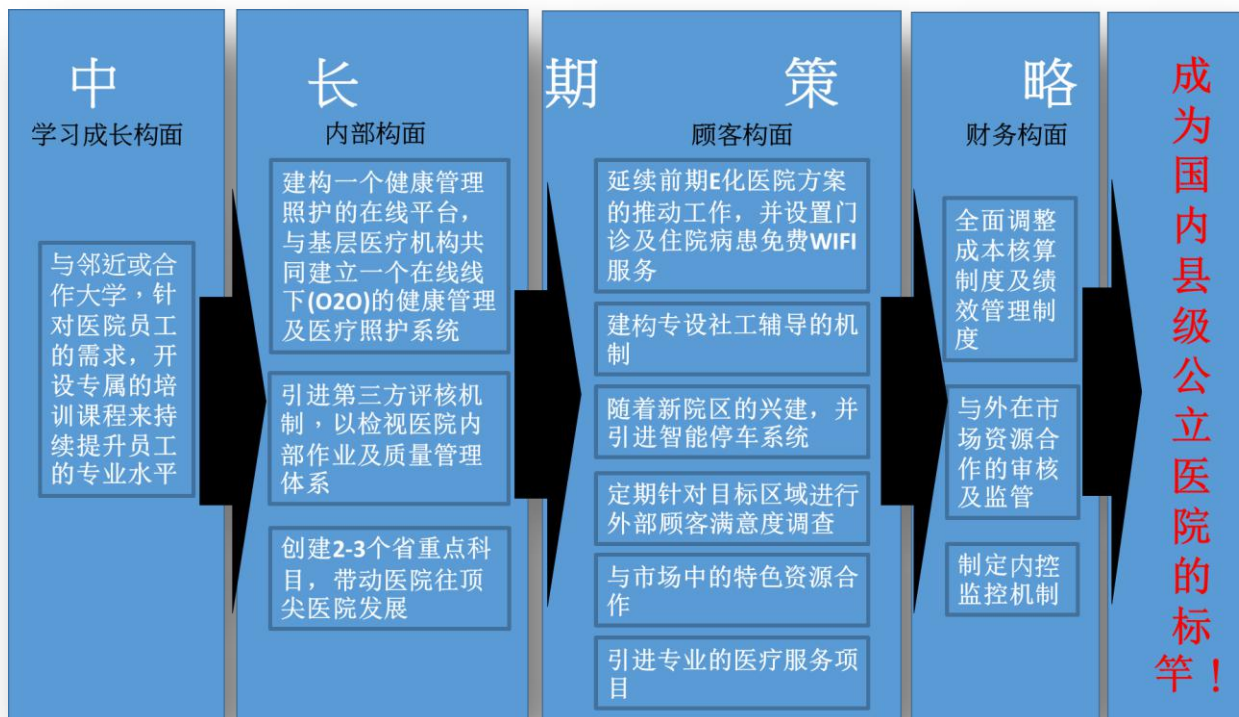 中长期策略
学习成长构面
与邻近或合
作大学，针
对医院员工
的需求，开
设专属的培
训课程来持
续提升员工
的专业水平
内部构面
建构一个健康管理
照护的在线平台，
与基层医疗机构共
同建立一个在线线
下(O2O)的健康管理
及医疗照护系统
引进第三方评核机
制，以检视医院内
部作业及质量管理
体系
创建2-3个省重点科
目，带动医院往顶
尖医院发展
顾客构面
延续前期E化医院方案
的推动工作，并设置门
诊及住院病患免费WIFI
服务
建构专设社工辅导的机
制
随着新院区的兴建，并
引进智能停车系统
定期针对目标区域进行
外部顾客满意度调查
与市场中的特色资源合
作
引进专业的医疗服务项
目
财务构面
全面调整
成本核算
制度及绩
效管理制
度
与外在市
场资源合
作的审核
及监管
制定内控
监控机制
成为国内县级公立医院的标竿！